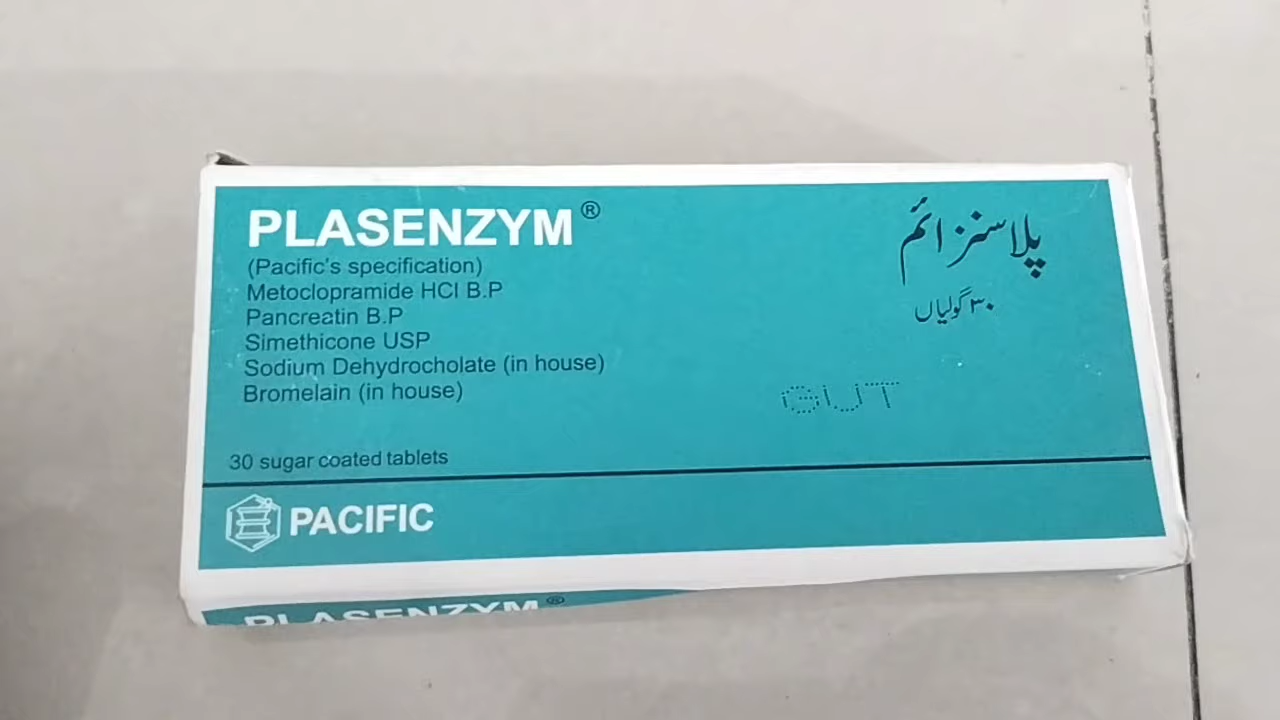 PLASENZYM®
(Pacific's specification)
Metoclopramide HCl B.P
Pancreatin B.P
Simethicone USP
Sodium Dehydrocholate (in house)
Bromelain (in house)
30 sugar coated tablets
پلاسنزائم
۳۰ گولیاں
GUT
PACIFIC
PLASENZYM®